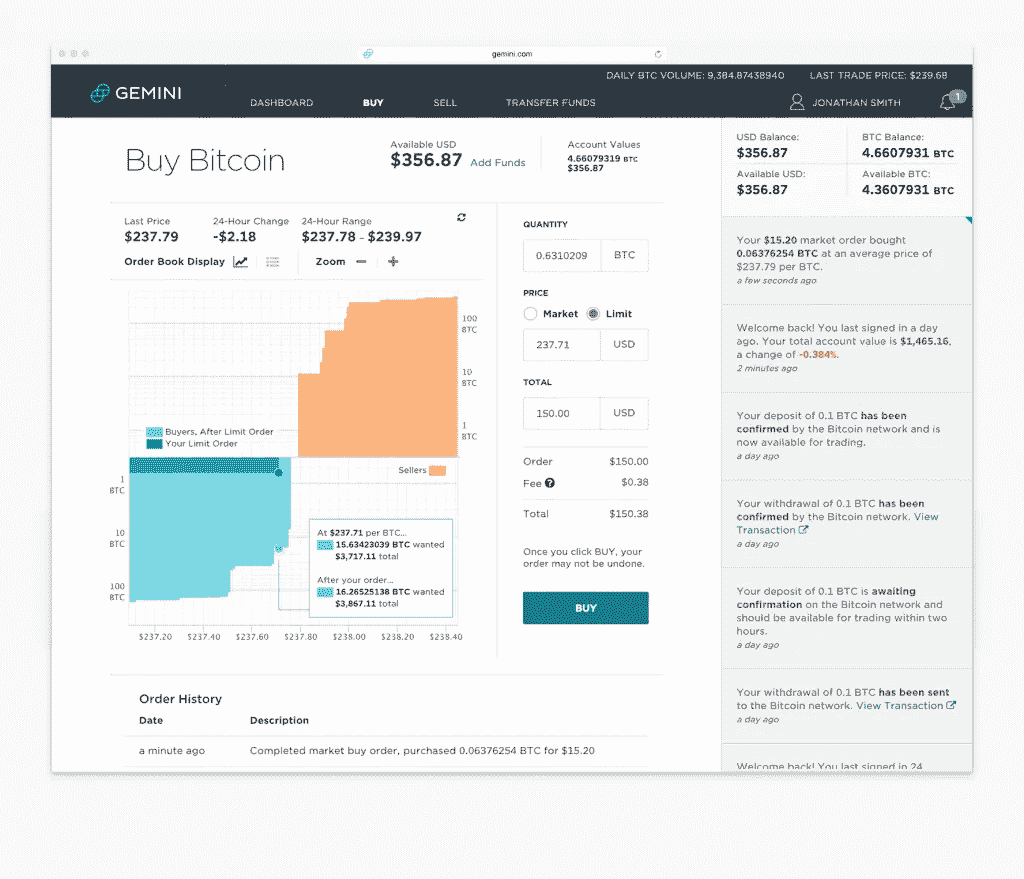 gemini.com
DAILY BTC VOLUME: 9,384.87438940 LAST TRADE PRICE: $239.68
GEMINI
DASHBOARD BUY SELL TRANSFER FUNDS JONATHAN SMITH 1
Buy Bitcoin
Available USD
$356.87 Add Funds
Account Values
4.66079319 BTC
$356.87
USD Balance:
$356.87
BTC Balance:
4.6607931 BTC
Available USD:
$356.87
Available BTC:
4.3607931 BTC
Last Price
$237.79
24-Hour Change
-$2.18
24-Hour Range
$237.78 - $239.97
Order Book Display Zoom
100
BTC
10
BTC
1
BTC
Buyers, After Limit Order
Your Limit Order
Sellers
1
BTC
10
BTC
100
BTC
At $237.71 per BTC...
15.63423039 BTC wanted
$3,717.11 total
After your order...
16.26525138 BTC wanted
$3,867.11 total
$237.20 $237.40 $237.60 $237.80 $238.00 $238.20 $238.40
QUANTITY
0.6310209 BTC
PRICE
Market Limit
237.71 USD
TOTAL
150.00 USD
Order $150.00
Fee ? $0.38
Total $150.38
Once you click BUY, your
order may not be undone.
BUY
Your $15.20 market order bought
0.06376254 BTC at an average price of
$237.79 per BTC.
a few seconds ago
Welcome back! You last signed in a day
ago. Your total account value is $1,465.16,
a change of -0.384%.
2 minutes ago
Your deposit of 0.1 BTC has been
confirmed by the Bitcoin network and is
now available for trading.
a day ago
Your withdrawal of 0.1 BTC has been
confirmed by the Bitcoin network. View
Transaction
a day ago
Your deposit of 0.1 BTC is awaiting
confirmation on the Bitcoin network and
should be available for trading within two
hours.
a day ago
Your withdrawal of 0.1 BTC has been sent
to the Bitcoin network. View Transaction
a day ago
Welcome back! You last signed in 24
Order History
Date Description
a minute ago Completed market buy order, purchased 0.06376254 BTC for $15.20